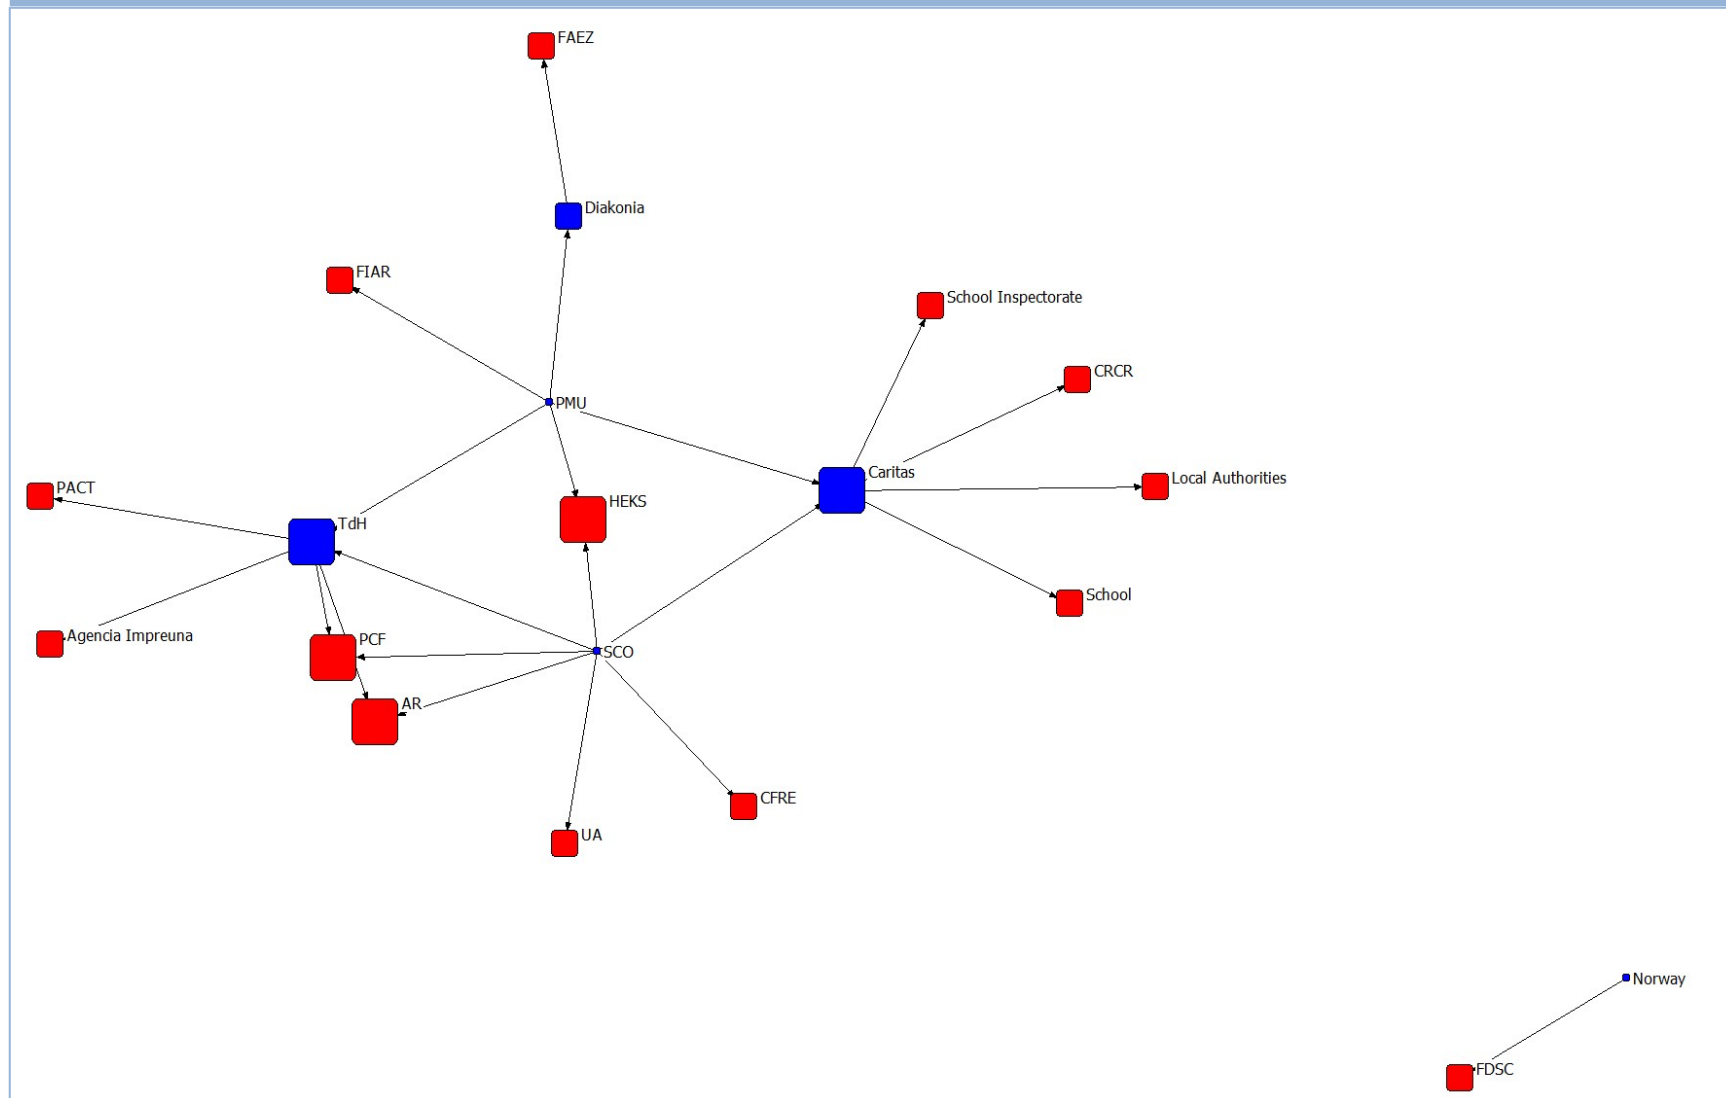 FAEZ
Diakonia
FIAR
School Inspectorate
CRCR
PMU
Caritas
Local Authorities
PACT
HEKS
TdH
School
Agencia Impreuna
PCF
SCO
AR
CFRE
UA
Norway
FDSC